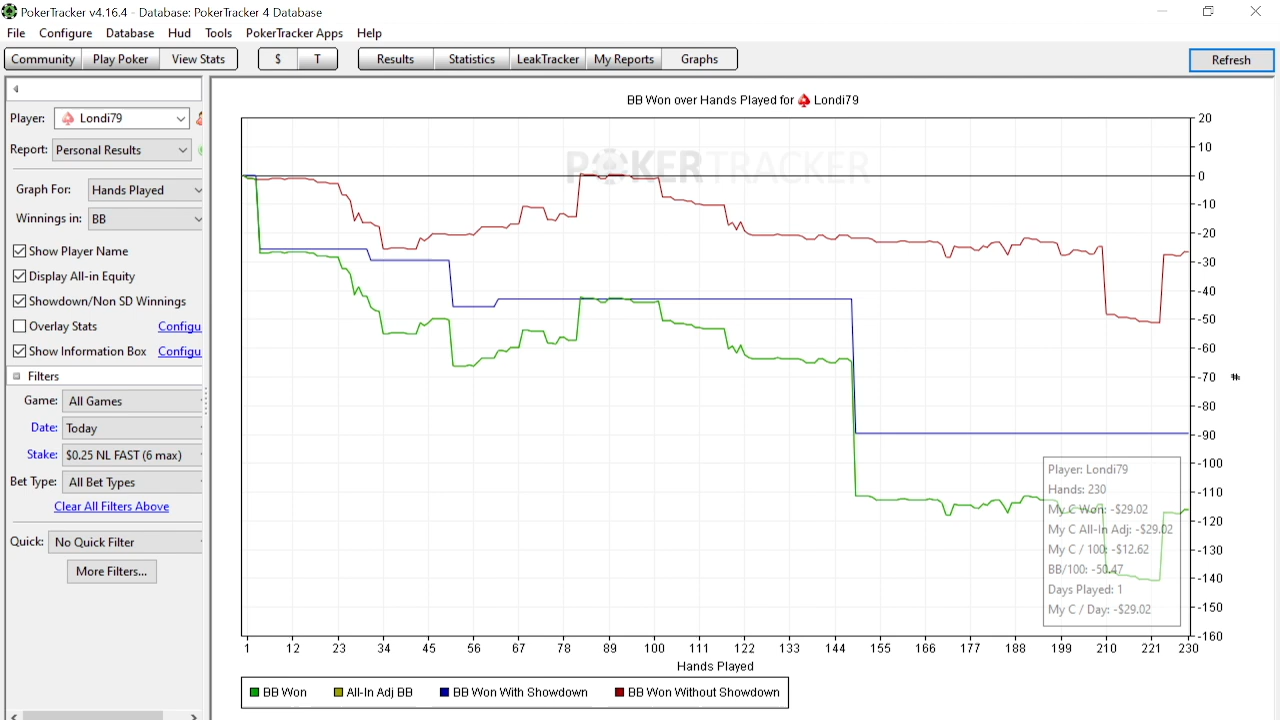 PokerTracker v4.16.4 - Database: PokerTracker 4 Database
File Configure Database Hud Tools PokerTracker Apps Help
Community Play Poker View Stats $ T Results Statistics LeakTracker My Reports Graphs Refresh
Player: Londi79
Report: Personal Results
Graph For: Hands Played
Winnings in: BB
Show Player Name
Display All-in Equity
Showdown/Non SD Winnings
Overlay Stats Configu
Show Information Box Configu
Filters
Game: All Games
Date: Today
Stake: $0.25 NL FAST (6 max)
Bet Type: All Bet Types
Clear All Filters Above
Quick: No Quick Filter
More Filters...
BB Won over Hands Played for Londi79
POKERTRACKER
20
10
0
-10
-20
-30
-40
-50
-60
-70
-80
-90
-100
-110
-120
-130
-140
-150
-160
#
Player: Londi79
Hands: 230
My C Won: -$29.02
My C All-In Adj: -$29.02
My C / 100: -$12.62
BB/100: -50.47
Days Played: 1
My C / Day: -$29.02
1 12 23 34 45 56 67 78 89 100 111 122 133 144 155 166 177 188 199 210 221 230
Hands Played
BB Won All-In Adj BB BB Won With Showdown BB Won Without Showdown